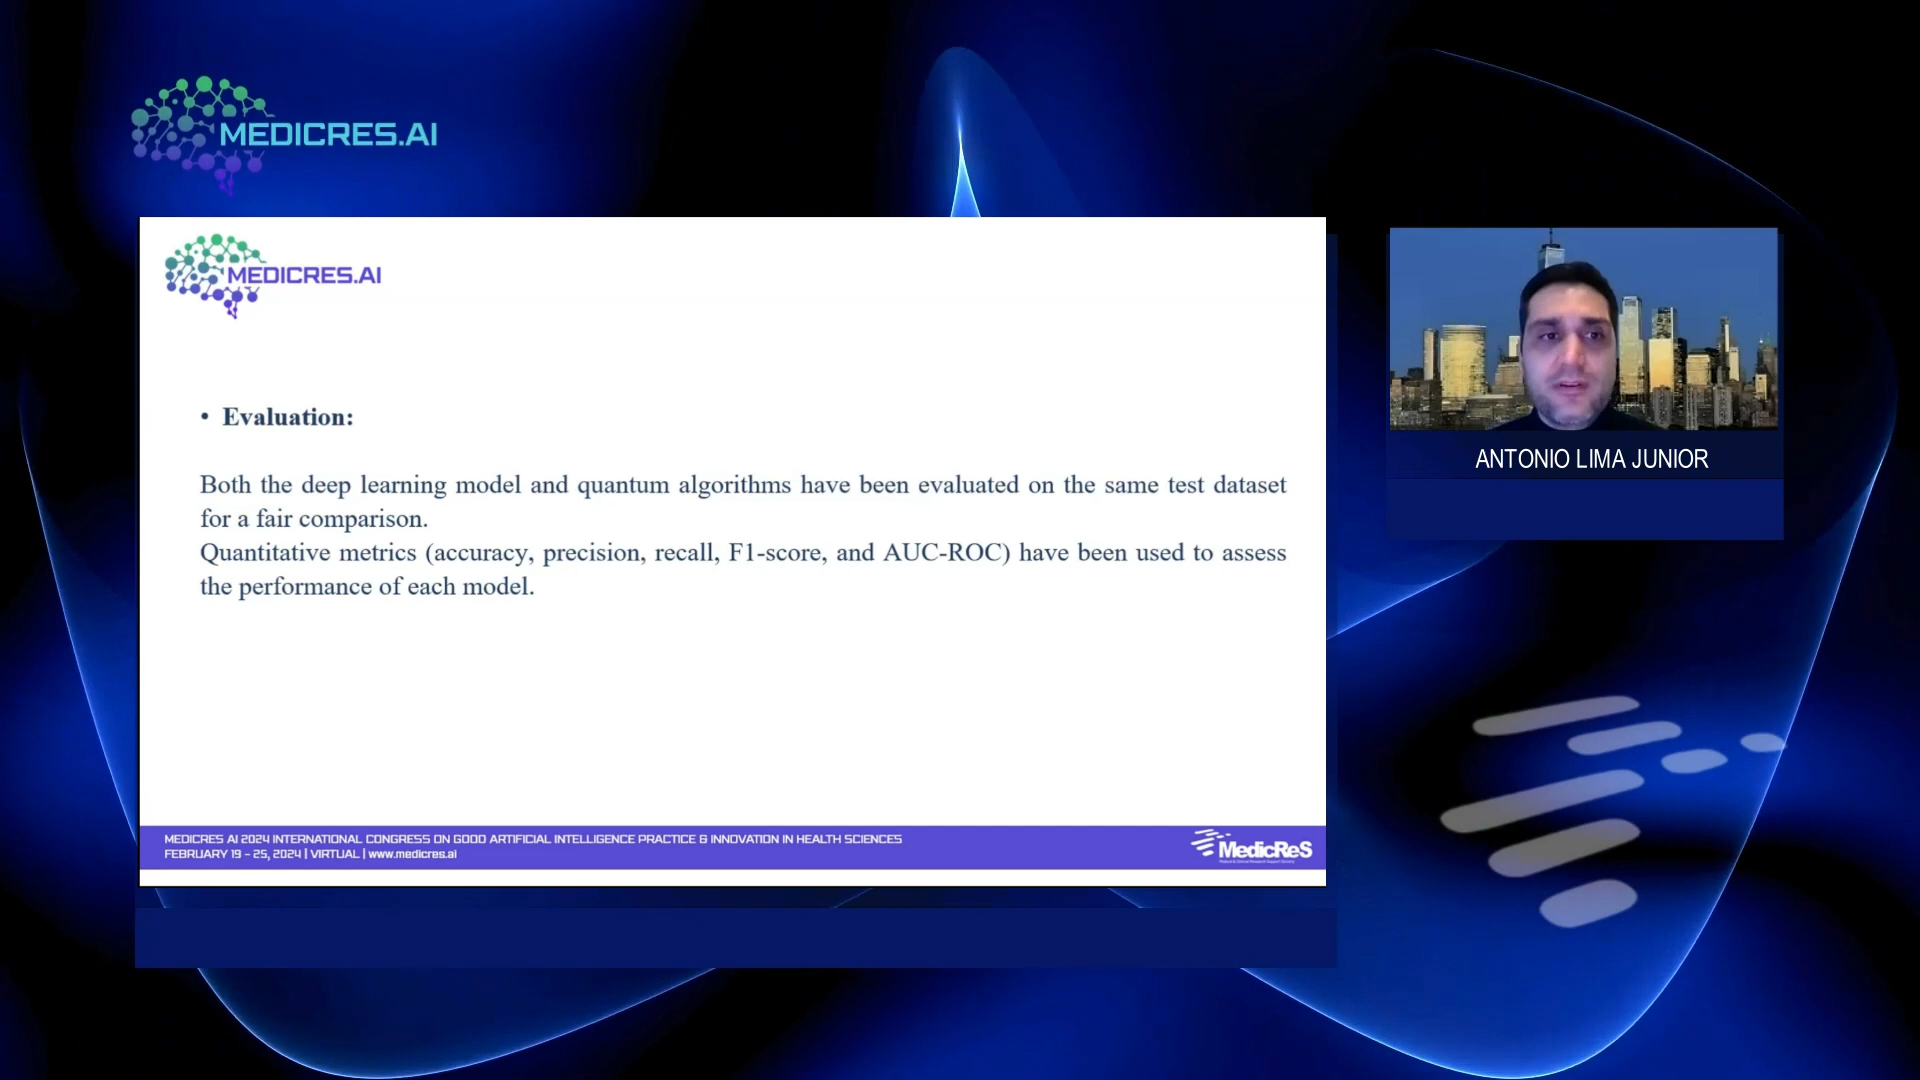 MEDICRES.AI
MEDICRES.AI
• Evaluation:
Both the deep learning model and quantum algorithms have been evaluated on the same test dataset
for a fair comparison.
Quantitative metrics (accuracy, precision, recall, F1-score, and AUC-ROC) have been used to assess
the performance of each model.
MEDICRES AI 2024 INTERNATIONAL CONGRESS ON GOOD ARTIFICIAL INTELLIGENCE PRACTICE & INNOVATION IN HEALTH SCIENCES
FEBRUARY 19 - 25, 2024 | VIRTUAL | www.medicres.ai
MedicReS
ANTONIO LIMA JUNIOR